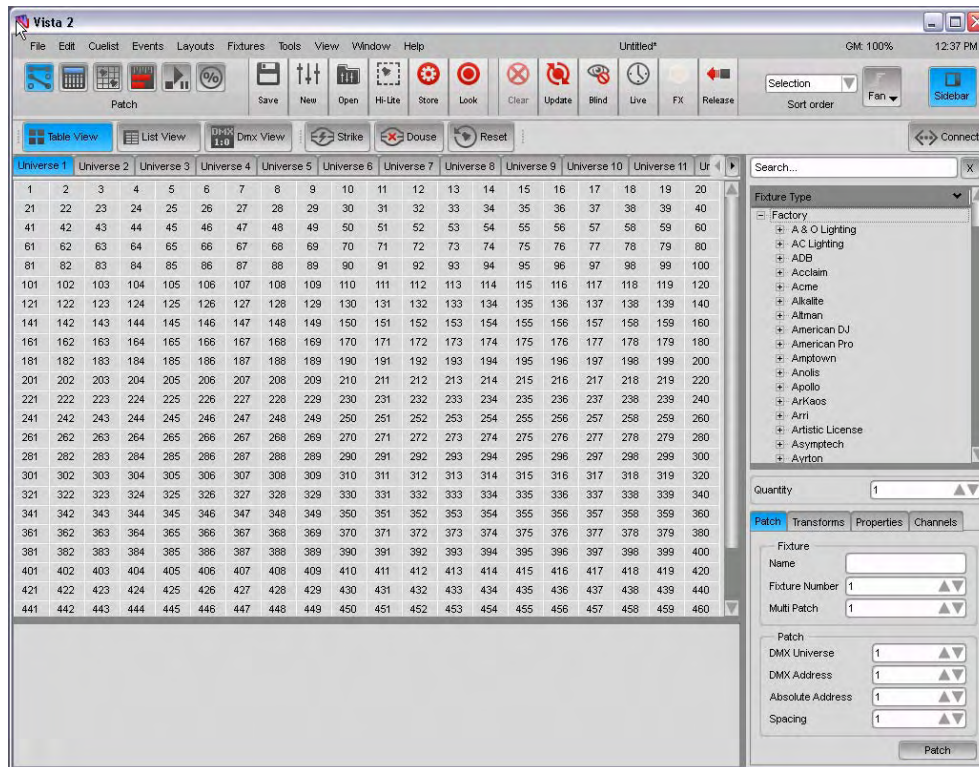 Vista 2
File Edit Cuelist Events Layouts Fixtures Tools View Window Help Untitled* GM: 100% 12:37 PM
Patch
Save New Open Hi-Lite Store Look Clear Update Blind Live FX Release
Selection
Sort order
Fan
Sidebar
Table View List View DMX 1:0 Dmx View Strike Douse Reset Connect
Universe 1 Universe 2 Universe 3 Universe 4 Universe 5 Universe 6 Universe 7 Universe 8 Universe 9 Universe 10 Universe 11 Ur
1 2 3 4 5 6 7 8 9 10 11 12 13 14 15 16 17 18 19 20
21 22 23 24 25 26 27 28 29 30 31 32 33 34 35 36 37 38 39 40
41 42 43 44 45 46 47 48 49 50 51 52 53 54 55 56 57 58 59 60
61 62 63 64 65 66 67 68 69 70 71 72 73 74 75 76 77 78 79 80
81 82 83 84 85 86 87 88 89 90 91 92 93 94 95 96 97 98 99 100
101 102 103 104 105 106 107 108 109 110 111 112 113 114 115 116 117 118 119 120
121 122 123 124 125 126 127 128 129 130 131 132 133 134 135 136 137 138 139 140
141 142 143 144 145 146 147 148 149 150 151 152 153 154 155 156 157 158 159 160
161 162 163 164 165 166 167 168 169 170 171 172 173 174 175 176 177 178 179 180
181 182 183 184 185 186 187 188 189 190 191 192 193 194 195 196 197 198 199 200
201 202 203 204 205 206 207 208 209 210 211 212 213 214 215 216 217 218 219 220
221 222 223 224 225 226 227 228 229 230 231 232 233 234 235 236 237 238 239 240
241 242 243 244 245 246 247 248 249 250 251 252 253 254 255 256 257 258 259 260
261 262 263 264 265 266 267 268 269 270 271 272 273 274 275 276 277 278 279 280
281 282 283 284 285 286 287 288 289 290 291 292 293 294 295 296 297 298 299 300
301 302 303 304 305 306 307 308 309 310 311 312 313 314 315 316 317 318 319 320
321 322 323 324 325 326 327 328 329 330 331 332 333 334 335 336 337 338 339 340
341 342 343 344 345 346 347 348 349 350 351 352 353 354 355 356 357 358 359 360
361 362 363 364 365 366 367 368 369 370 371 372 373 374 375 376 377 378 379 380
381 382 383 384 385 386 387 388 389 390 391 392 393 394 395 396 397 398 399 400
401 402 403 404 405 406 407 408 409 410 411 412 413 414 415 416 417 418 419 420
421 422 423 424 425 426 427 428 429 430 431 432 433 434 435 436 437 438 439 440
441 442 443 444 445 446 447 448 449 450 451 452 453 454 455 456 457 458 459 460
Search... X
Fixture Type
Factory
A & O Lighting
AC Lighting
ADB
Acclaim
Acme
Alkalite
Altman
American DJ
American Pro
Amptown
Anolis
Apollo
ArKaos
Arri
Artistic License
Asymptech
Ayrton
Quantity 1
Patch Transforms Properties Channels
Fixture
Name
Fixture Number 1
Multi Patch 1
Patch
DMX Universe 1
DMX Address 1
Absolute Address 1
Spacing 1
Patch